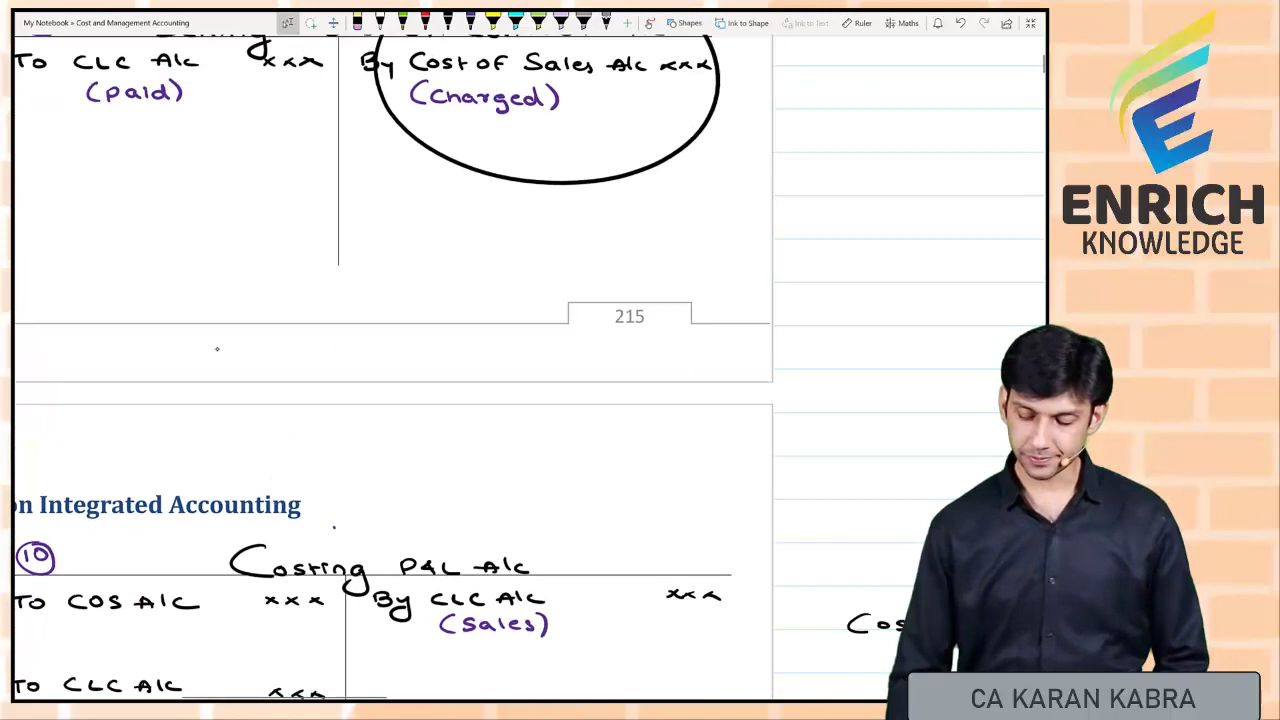 My Notebook » Cost and Management Accounting
Shapes
Ink to Shape
Ink to Text
Ruler
Maths
To CLC A/c xxx
(paid)
By Cost of Sales A/c xxx
(charged)
215
on Integrated Accounting
10
Costing P&L A/c
To COS A/c xxx
By CLC A/c xxx
(Sales)
Cos
To CLC A/c xxx
ENRICH
KNOWLEDGE
CA KARAN KABRA